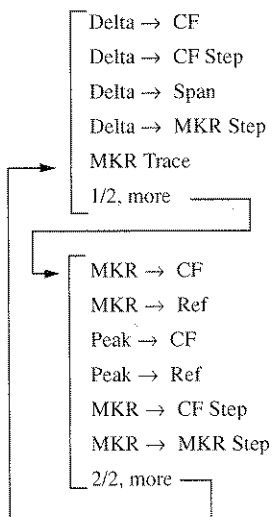 Delta → CF
Delta → CF Step
Delta → Span
Delta → MKR Step
MKR Trace
1/2, more
MKR → CF
MKR → Ref
Peak → CF
Peak → Ref
MKR → CF Step
MKR → MKR Step
2/2, more